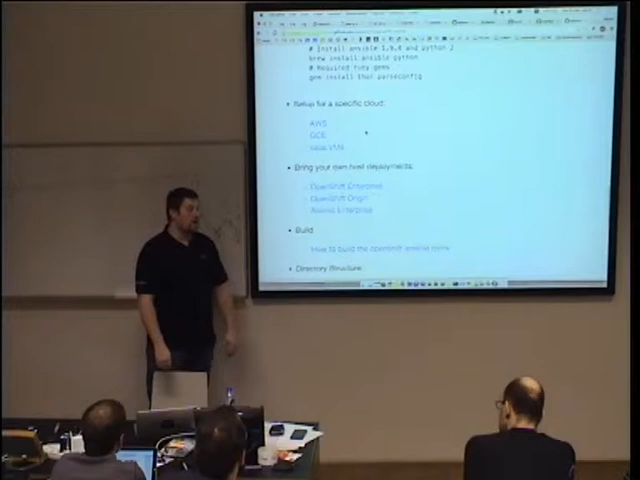 # Install ansible 1.9.4 and python 2
brew install ansible python
# Required ruby gems
gem install thor parseconfig
• Setup for a specific cloud:
AWS
GCE
local VMs
• Bring your own host deployments:
OpenShift Enterprise
OpenShift Origin
Atomic Enterprise
• Build
How to build the openshift-ansible rpms
• Directory Structure